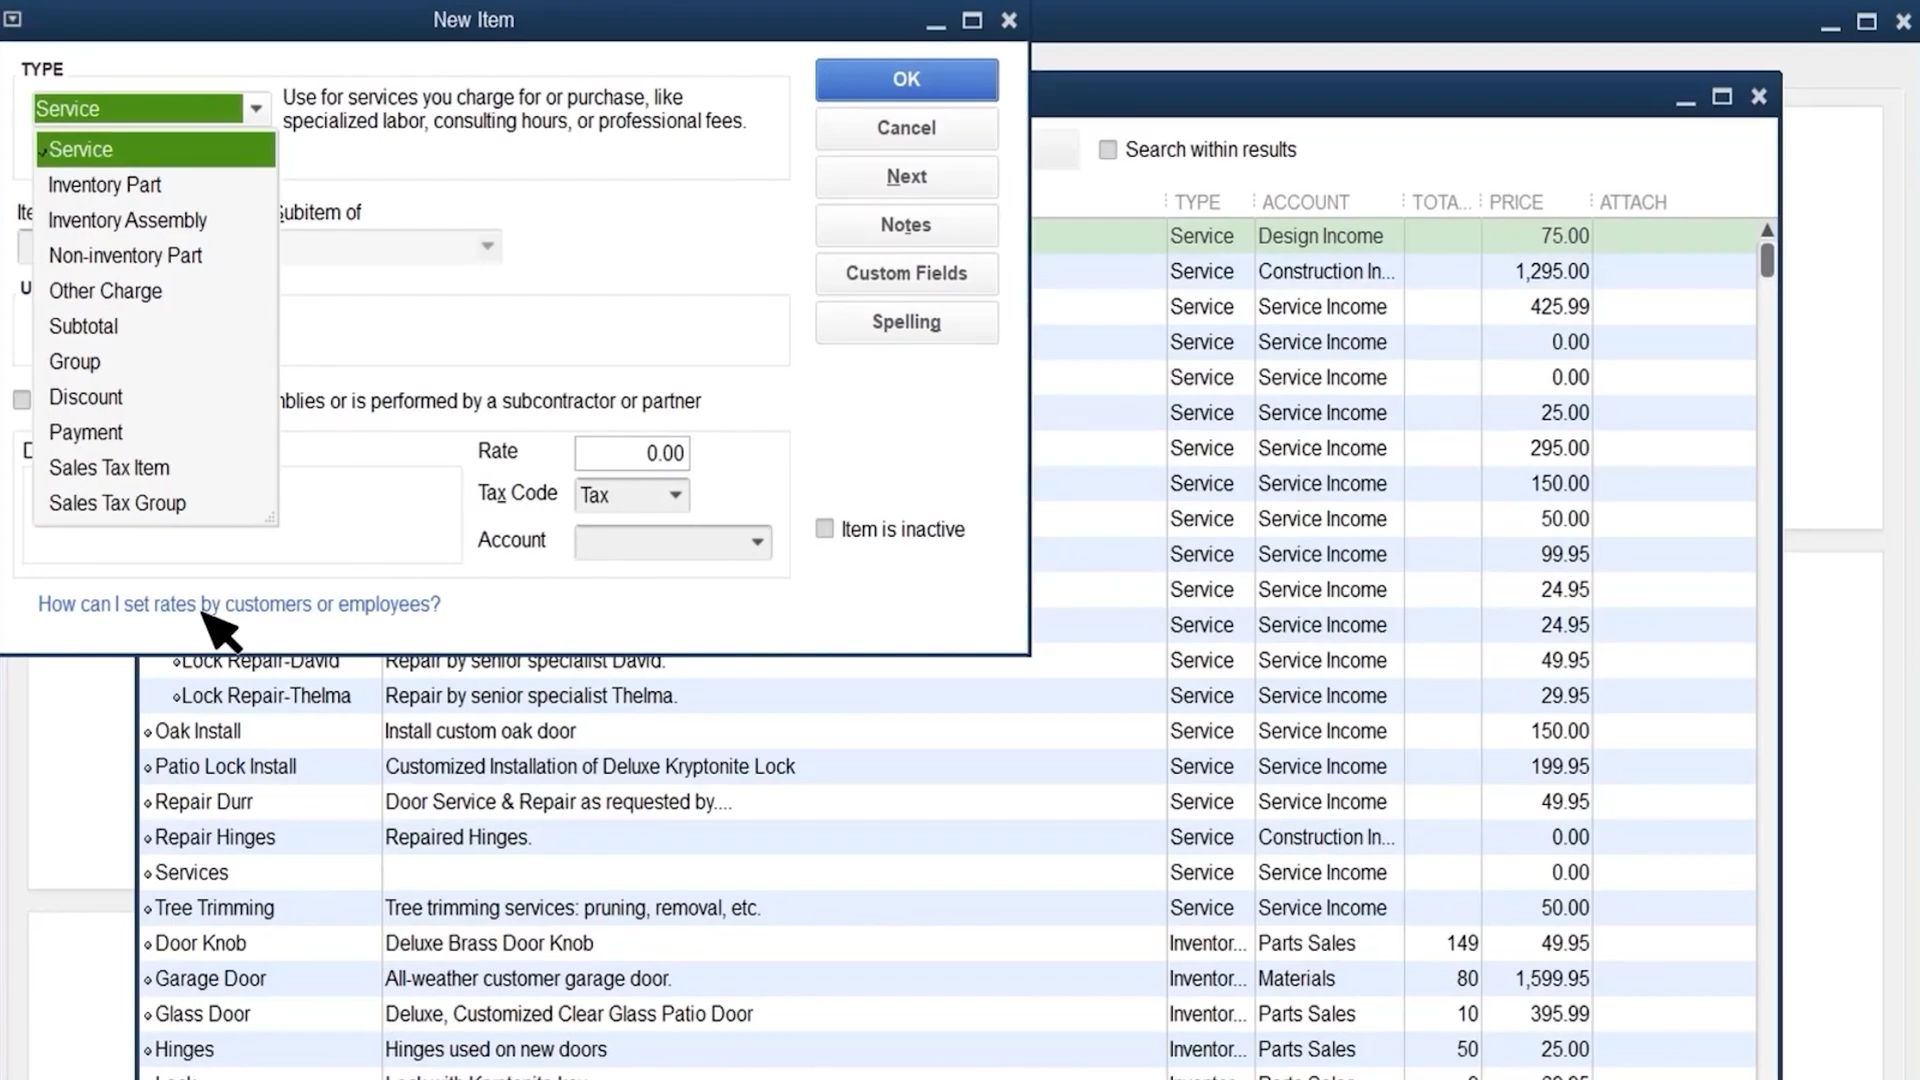 New Item
TYPE
Service
Use for services you charge for or purchase, like
specialized labor, consulting hours, or professional fees.
Service
Inventory Part
Inventory Assembly
Non-inventory Part
Other Charge
Subtotal
Group
Discount
Payment
Sales Tax Item
Sales Tax Group
Subitem of
or is performed by a subcontractor or partner
Rate 0.00
Tax Code Tax
Account
How can I set rates by customers or employees?
OK
Cancel
Next
Notes
Custom Fields
Spelling
Item is inactive
Search within results
TYPE ACCOUNT TOTA... PRICE ATTACH
Service Design Income 75.00
Service Construction In... 1,295.00
Service Service Income 425.99
Service Service Income 0.00
Service Service Income 0.00
Service Service Income 25.00
Service Service Income 295.00
Service Service Income 150.00
Service Service Income 50.00
Service Service Income 99.95
Service Service Income 24.95
Service Service Income 24.95
Lock Repair-David Repair by senior specialist David. Service Service Income 49.95
Lock Repair-Thelma Repair by senior specialist Thelma. Service Service Income 29.95
Oak Install Install custom oak door Service Service Income 150.00
Patio Lock Install Customized Installation of Deluxe Kryptonite Lock Service Service Income 199.95
Repair Durr Door Service & Repair as requested by.... Service Service Income 49.95
Repair Hinges Repaired Hinges. Service Construction In... 0.00
Services Service Service Income 0.00
Tree Trimming Tree trimming services: pruning, removal, etc. Service Service Income 50.00
Door Knob Deluxe Brass Door Knob Inventor... Parts Sales 149 49.95
Garage Door All-weather customer garage door. Inventor... Materials 80 1,599.95
Glass Door Deluxe, Customized Clear Glass Patio Door Inventor... Parts Sales 10 395.99
Hinges Hinges used on new doors Inventor... Parts Sales 50 25.00